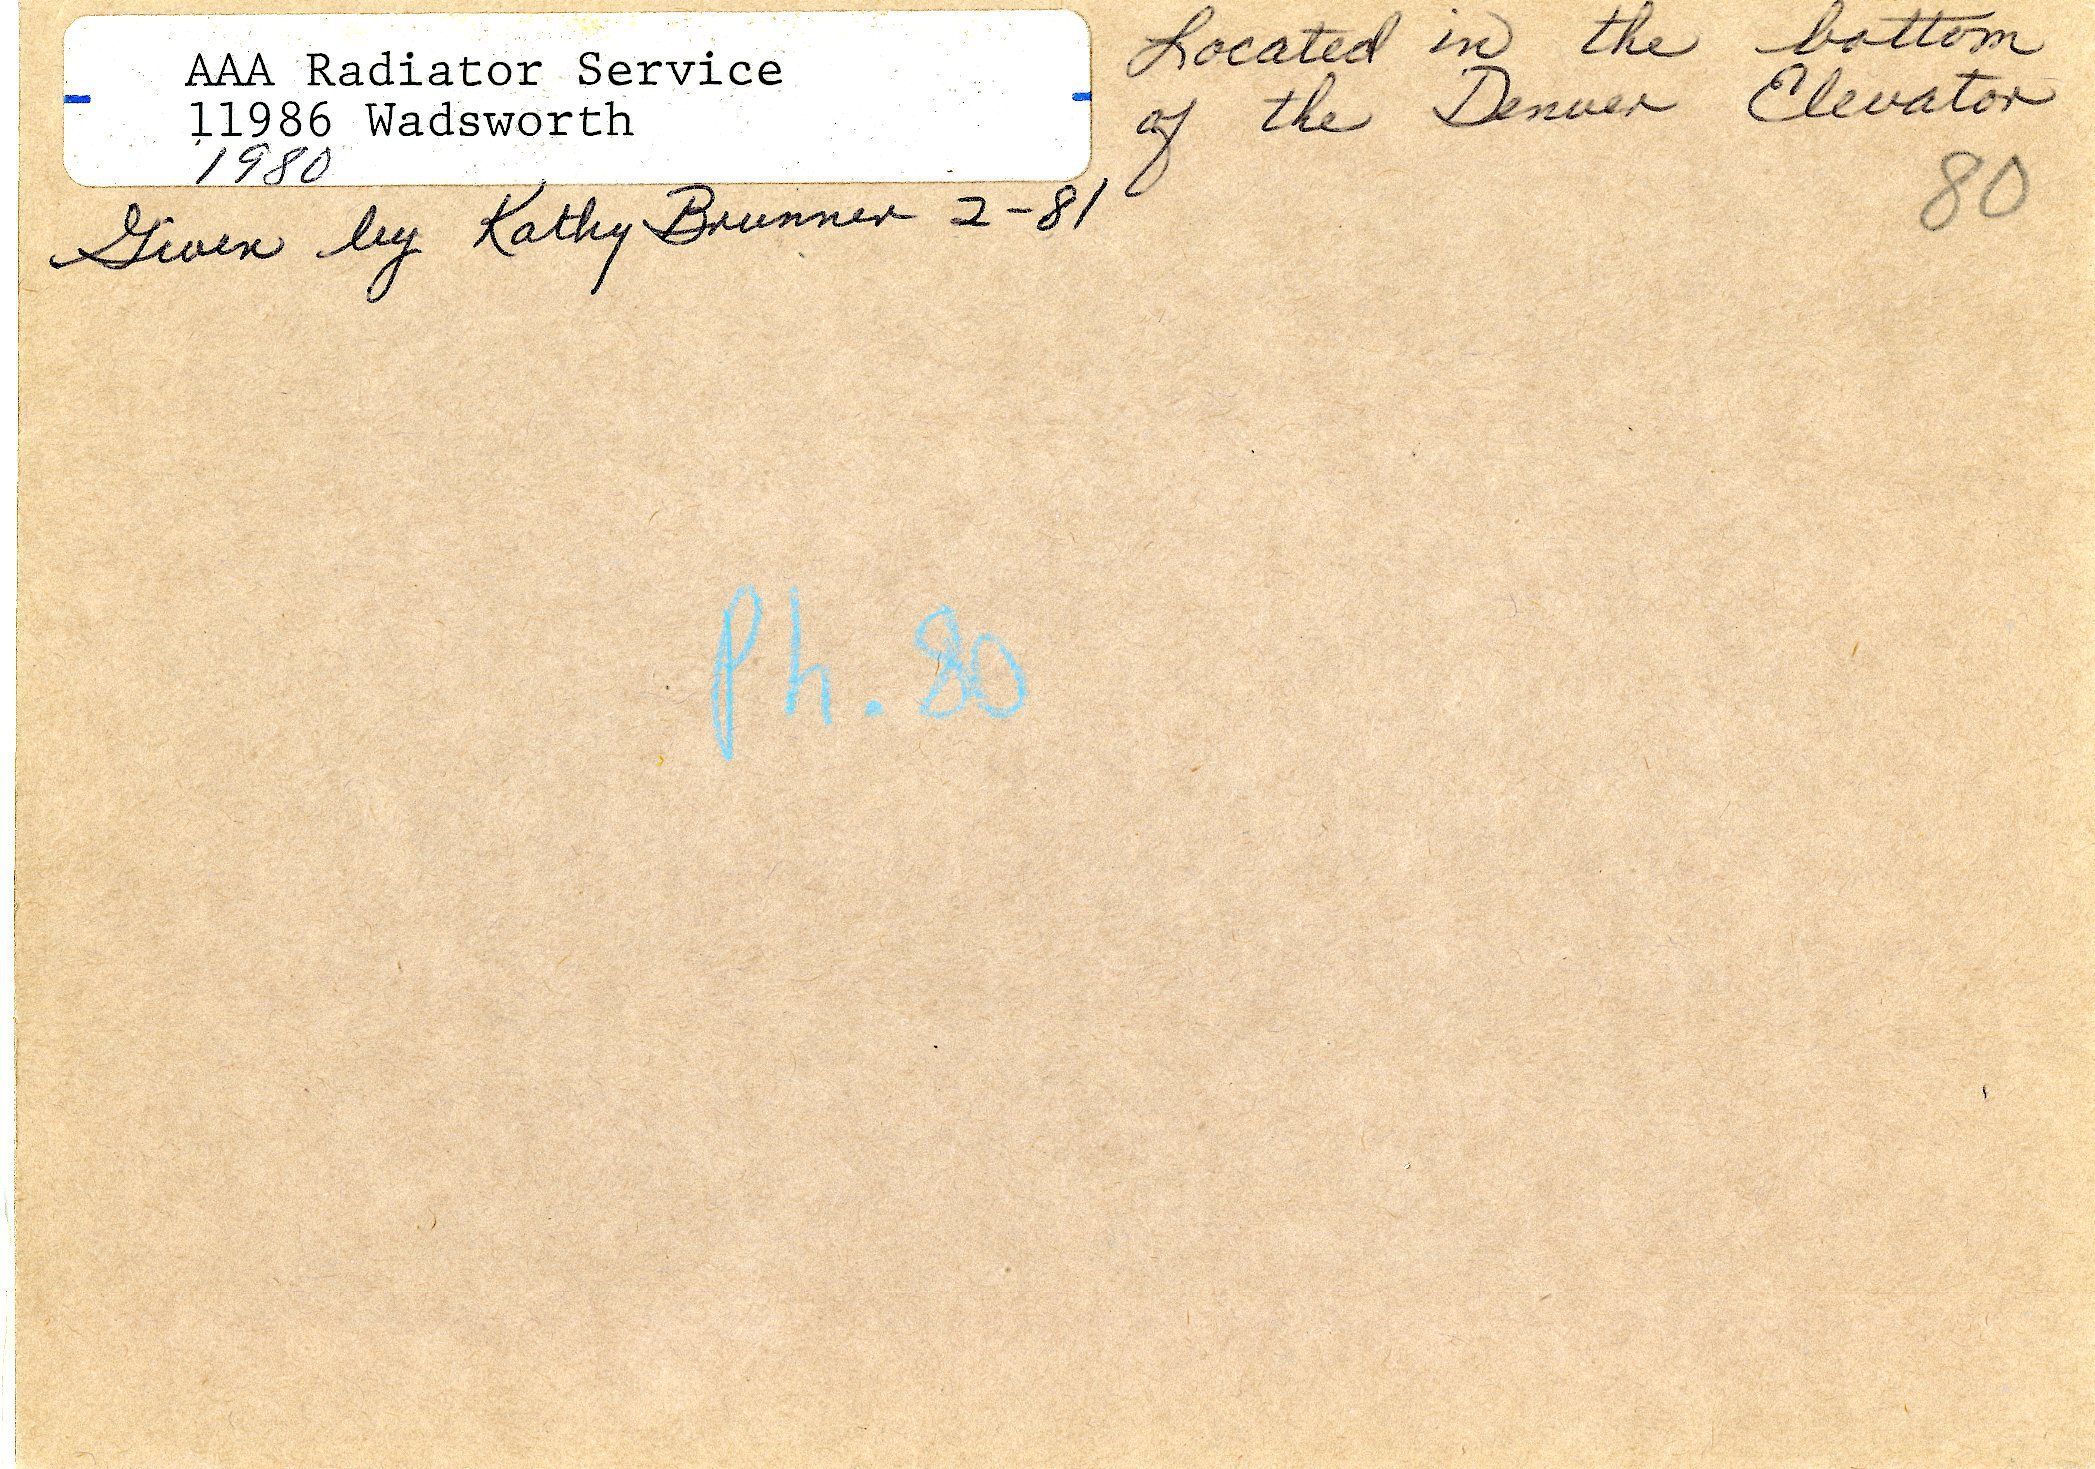 AAA Radiator Service
11986 Wadsworth
1980
Given by Kathy Brunner 2-81
Located in the bottom
of the Denver Elevator
80
Ph. 80